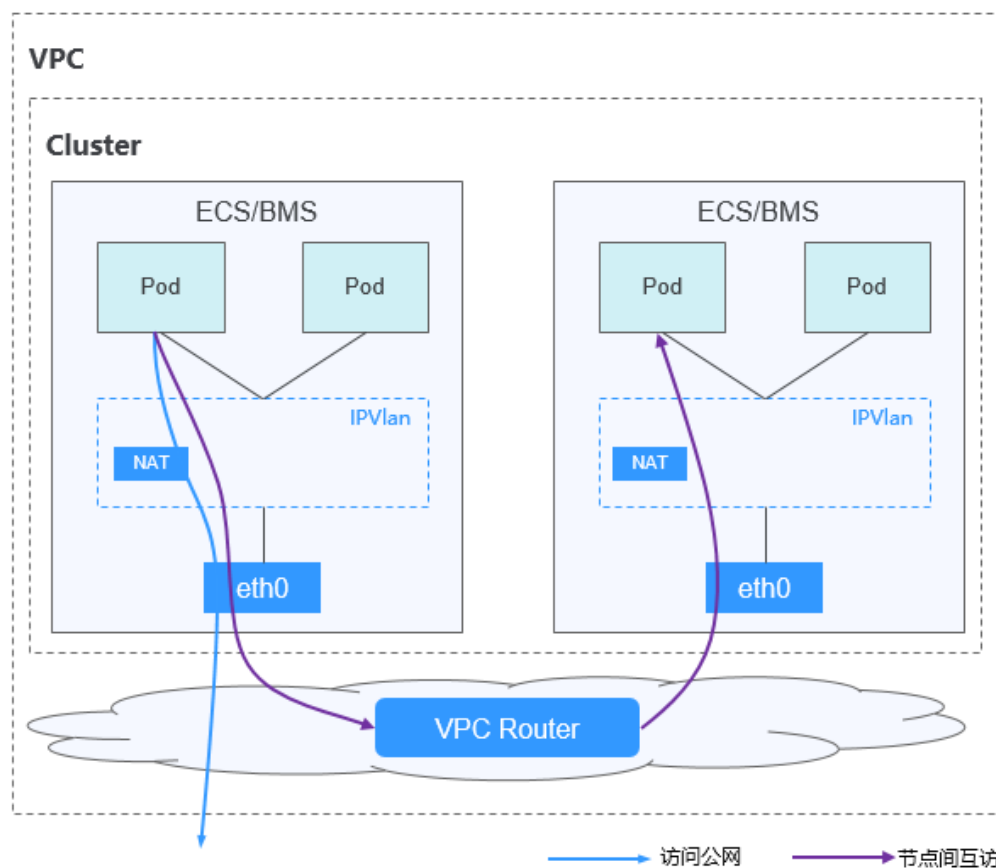 VPC
Cluster
ECS/BMS
Pod
Pod
IPVlan
NAT
eth0
ECS/BMS
Pod
Pod
IPVlan
NAT
eth0
VPC Router
访问公网
节点间互访